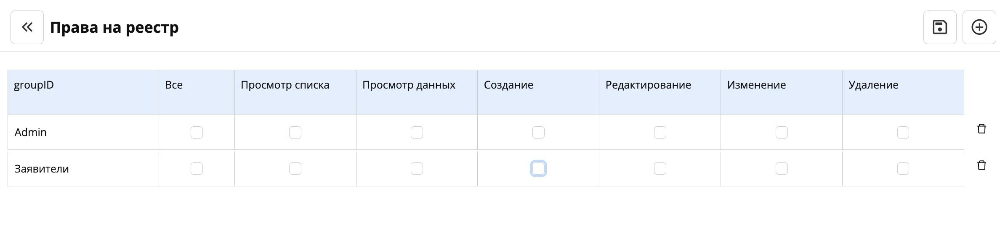 Права на реестр
groupID Все Просмотр списка Просмотр данных Создание Редактирование Изменение Удаление
Admin
Заявители